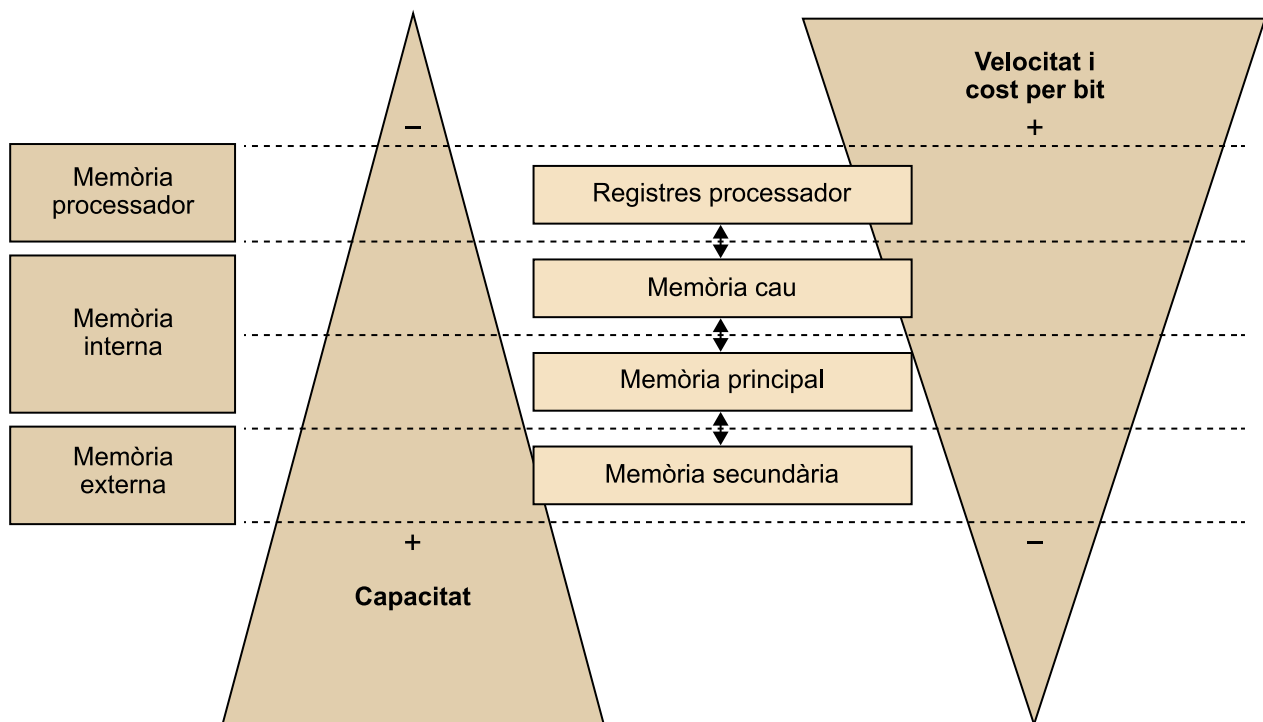 Velocitat i
cost per bit
–
+
Memòria
processador
Registres processador
Memòria
interna
Memòria cau
Memòria principal
Memòria
externa
Memòria secundària
+
–
Capacitat